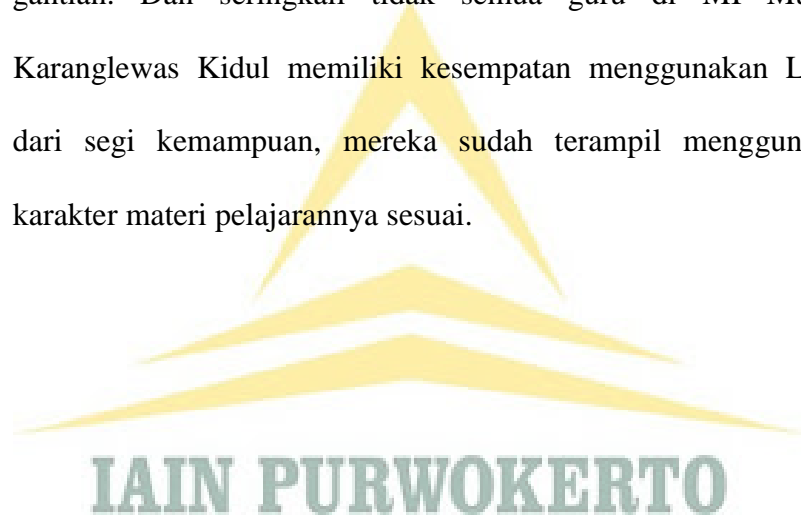 gantian. Dan seringkali tidak semua guru di MI
Karanglewas Kidul memiliki kesempatan menggunakan
dari segi kemampuan, mereka sudah terampil
karakter materi pelajarannya sesuai.
IAIN PURWOKERTO